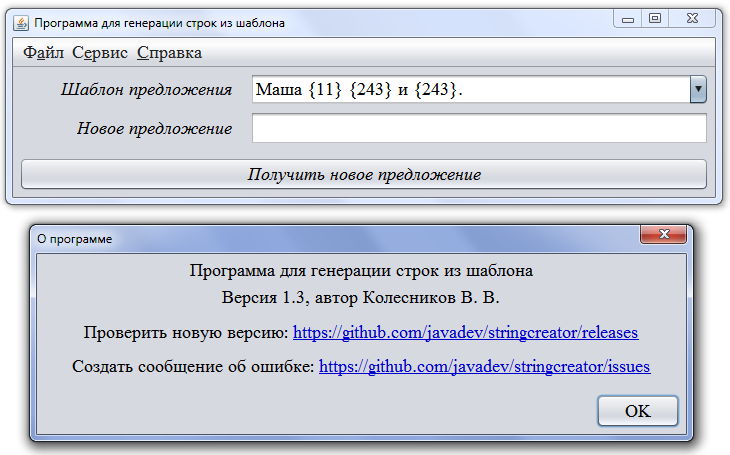 Программа для генерации строк из шаблона
Файл Сервис Справка
Шаблон предложения Маша {11} {243} и {243}.
Новое предложение
Получить новое предложение
О программе
Программа для генерации строк из шаблона
Версия 1.3, автор Колесников В. В.
Проверить новую версию: https://github.com/javadev/stringcreator/releases
Создать сообщение об ошибке: https://github.com/javadev/stringcreator/issues
OK